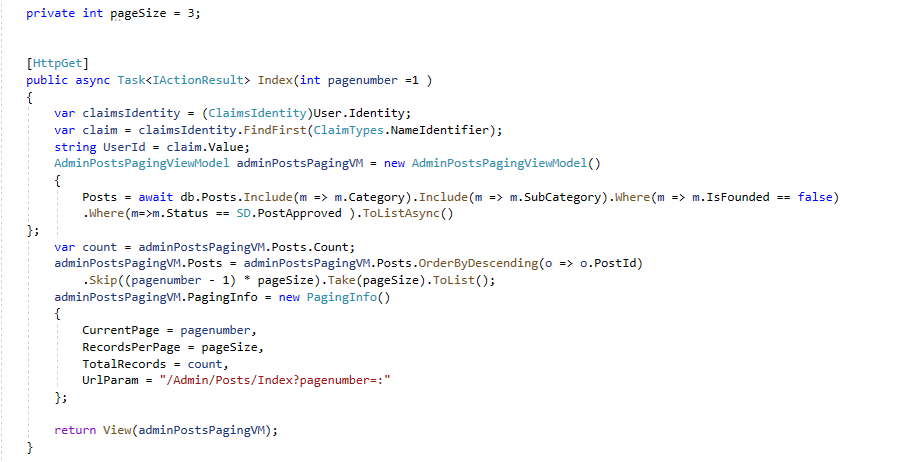 private int pageSize = 3;
[HttpGet]
public async Task<IActionResult> Index(int pagenumber =1 )
{
var claimsIdentity = (ClaimsIdentity)User.Identity;
var claim = claimsIdentity.FindFirst(ClaimTypes.NameIdentifier);
string UserId = claim.Value;
AdminPostsPagingViewModel adminPostsPagingVM = new AdminPostsPagingViewModel()
{
Posts = await db.Posts.Include(m => m.Category).Include(m => m.SubCategory).Where(m => m.IsFounded == false)
.Where(m=>m.Status == SD.PostApproved ).ToListAsync()
};
var count = adminPostsPagingVM.Posts.Count;
adminPostsPagingVM.Posts = adminPostsPagingVM.Posts.OrderByDescending(o => o.PostId)
.Skip((pagenumber - 1) * pageSize).Take(pageSize).ToList();
adminPostsPagingVM.PagingInfo = new PagingInfo()
{
CurrentPage = pagenumber,
RecordsPerPage = pageSize,
TotalRecords = count,
UrlParam = "/Admin/Posts/Index?pagenumber=:"
};
return View(adminPostsPagingVM);
}